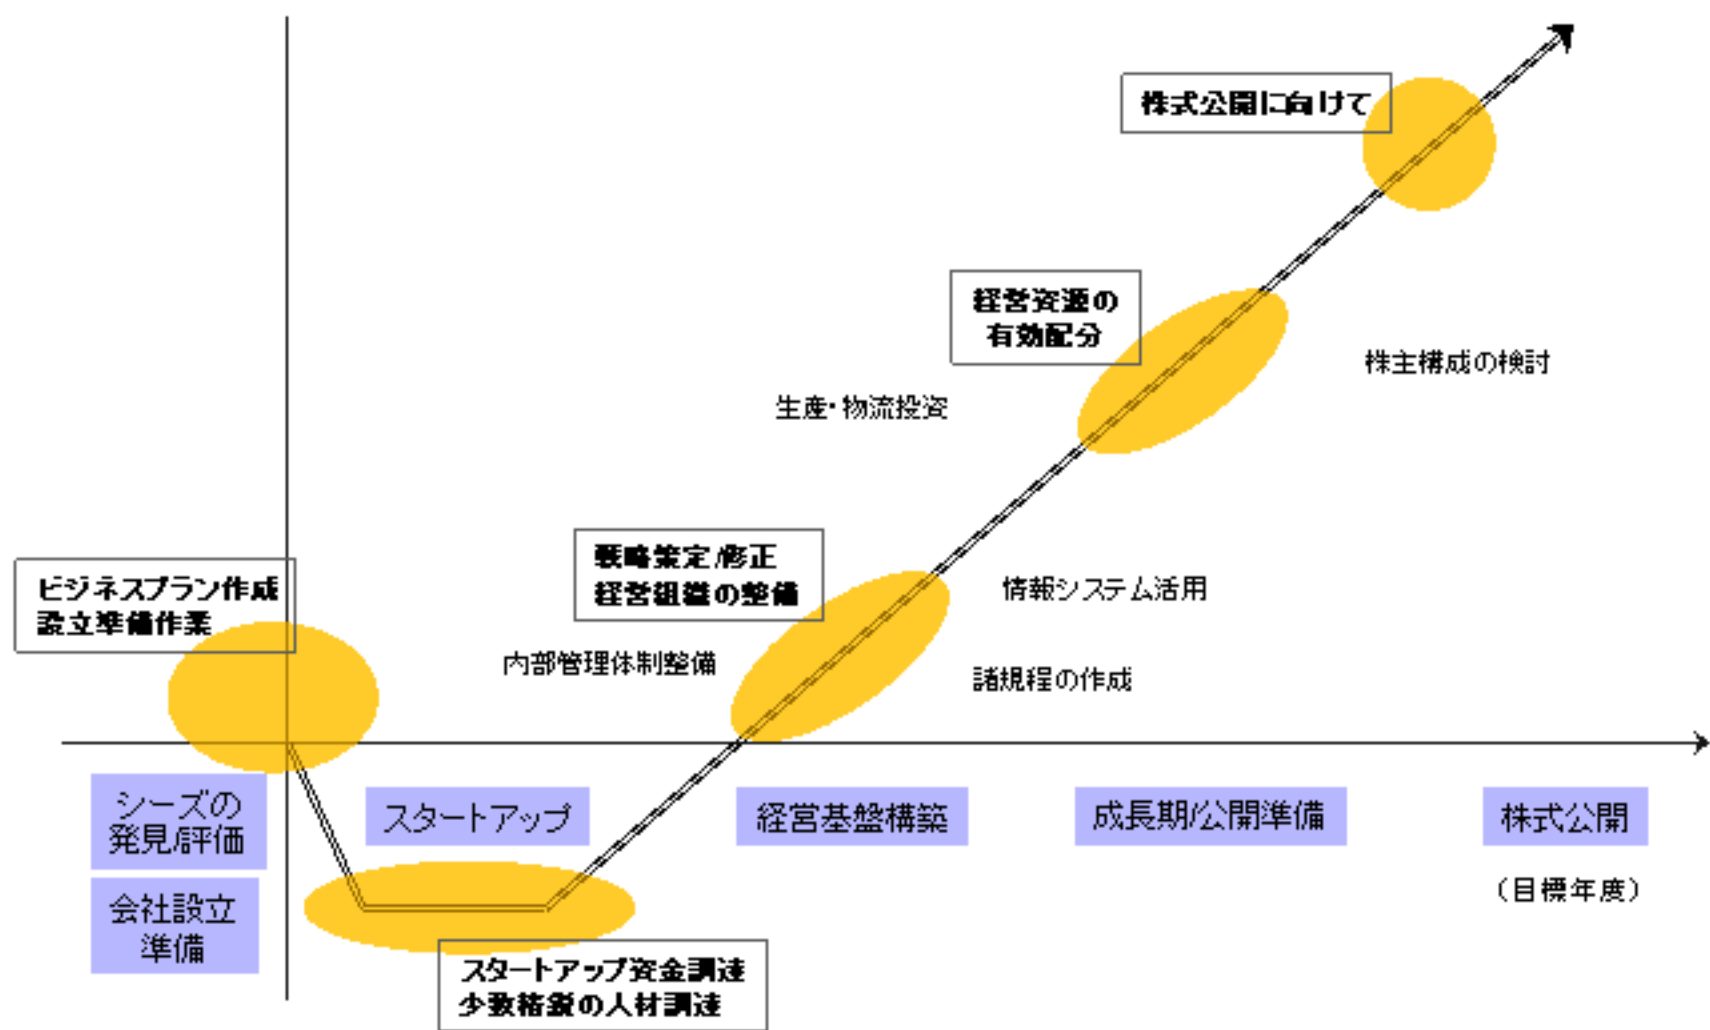 株式公開に向けて
経営資源の
有効配分
株主構成の検討
生産・物流投資
戦略策定/修正
経営組織の整備
情報システム活用
ビジネスプラン作成
設立準備作業
内部管理体制整備
諸規程の作成
シーズの
発見/評価
スタートアップ
経営基盤構築
成長期/公開準備
株式公開
会社設立
準備
（目標年度）
スタートアップ資金調達
少数精鋭の人材調達